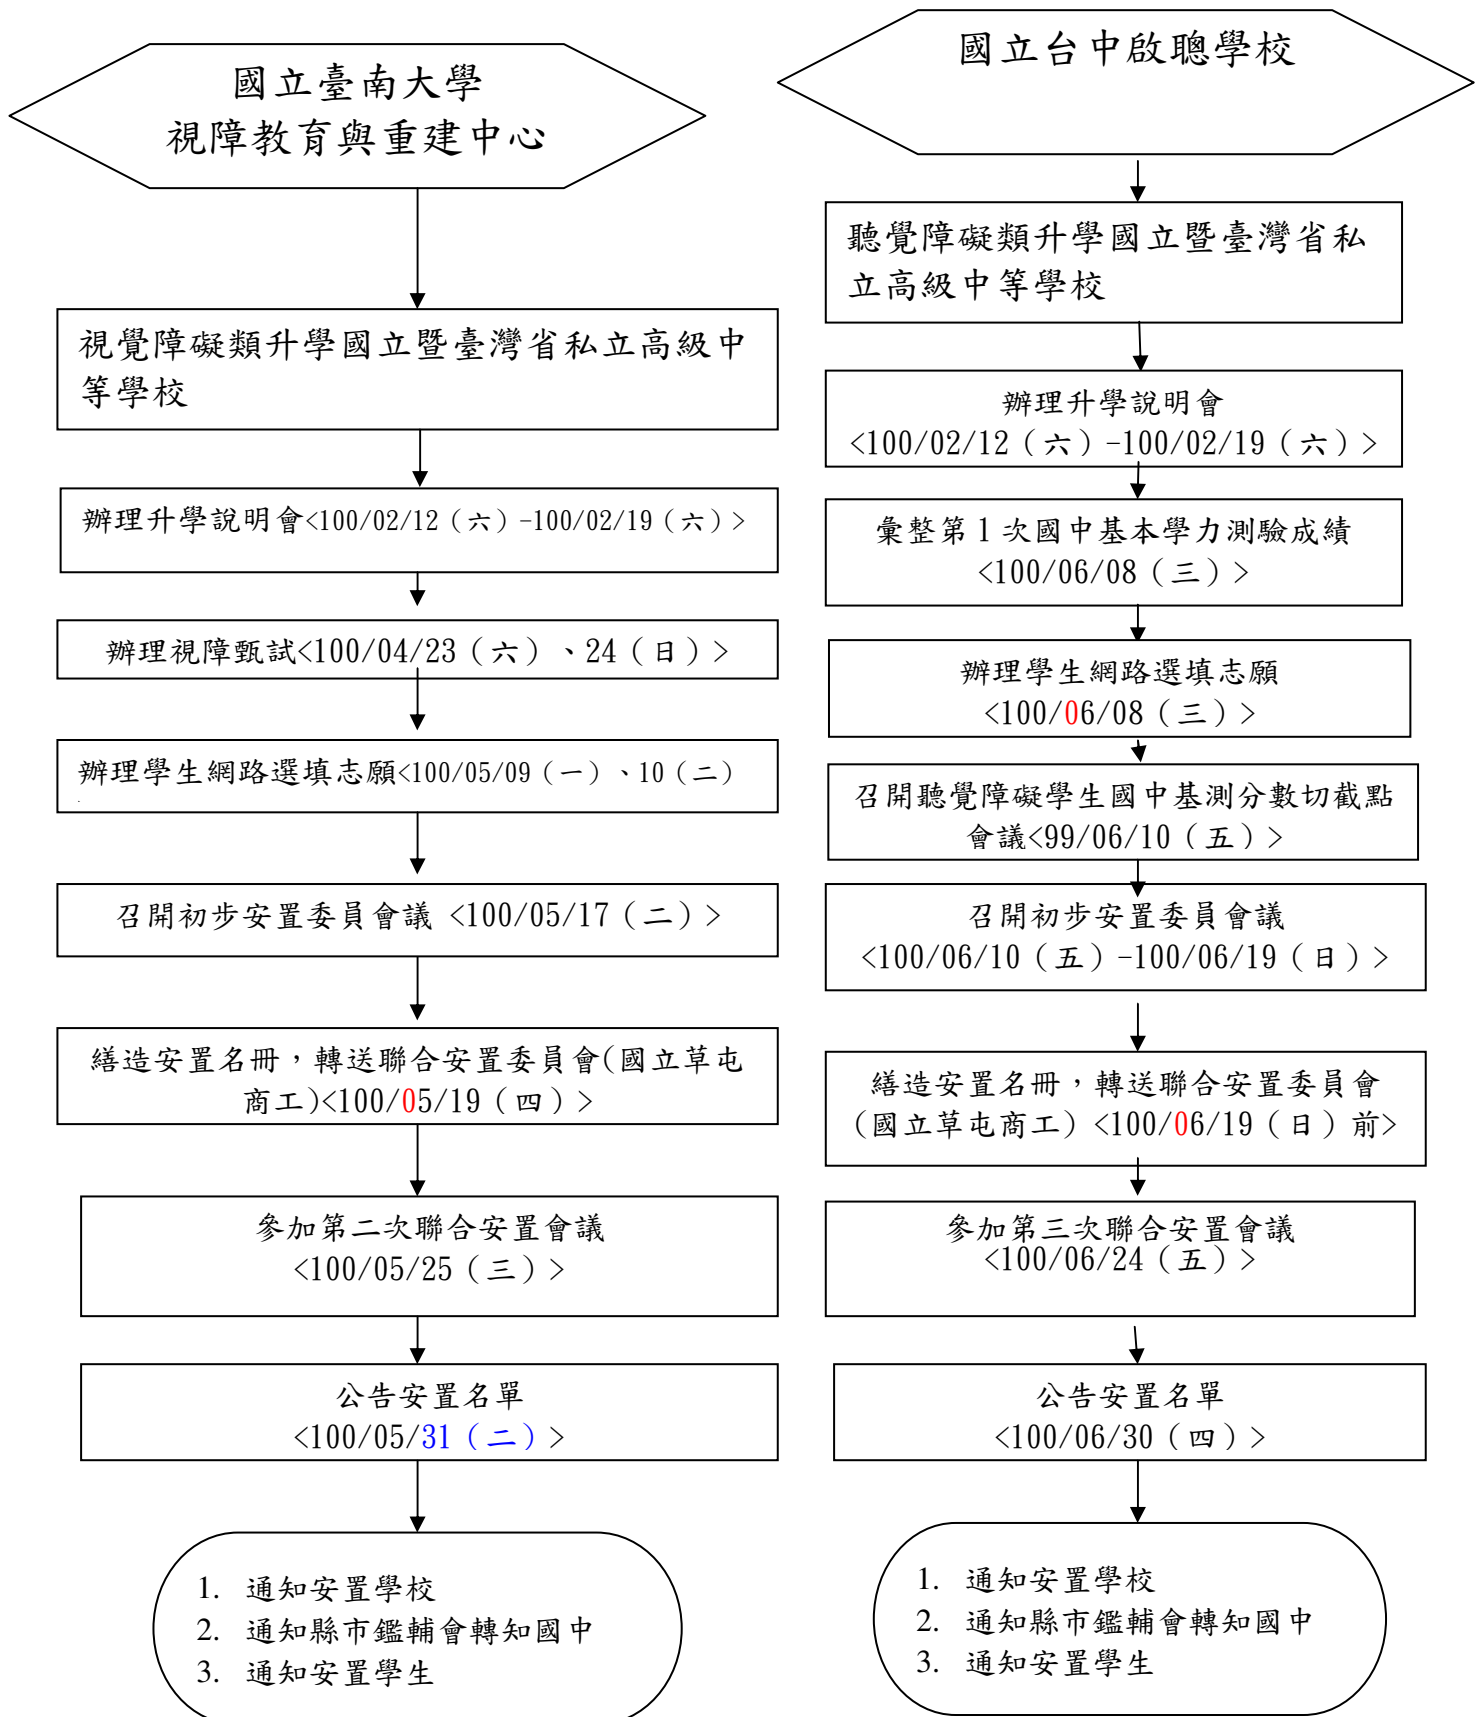 國立臺南大學
視障教育與重建中心
視覺障礙類升學國立暨臺灣省私立高級中
等學校
辦理升學說明會<100/02/12（六）-100/02/19（六）>
辦理視障甄試<100/04/23（六）、24（日）>
辦理學生網路選填志願<100/05/09（一）、10（二）
召開初步安置委員會議 <100/05/17（二）>
繕造安置名冊，轉送聯合安置委員會(國立草屯
商工)<100/05/19（四）>
參加第二次聯合安置會議
<100/05/25（三）>
公告安置名單
<100/05/31（二）>
1. 通知安置學校
2. 通知縣市鑑輔會轉知國中
3. 通知安置學生
國立台中啟聰學校
聽覺障礙類升學國立暨臺灣省私
立高級中等學校
辦理升學說明會
<100/02/12（六）-100/02/19（六）>
彙整第 1 次國中基本學力測驗成績
<100/06/08（三）>
辦理學生網路選填志願
<100/06/08（三）>
召開聽覺障礙學生國中基測分數切截點
會議<99/06/10（五）>
召開初步安置委員會議
<100/06/10（五）-100/06/19（日）>
繕造安置名冊，轉送聯合安置委員會
(國立草屯商工) <100/06/19（日）前>
參加第三次聯合安置會議
<100/06/24（五）>
公告安置名單
<100/06/30（四）>
1. 通知安置學校
2. 通知縣市鑑輔會轉知國中
3. 通知安置學生